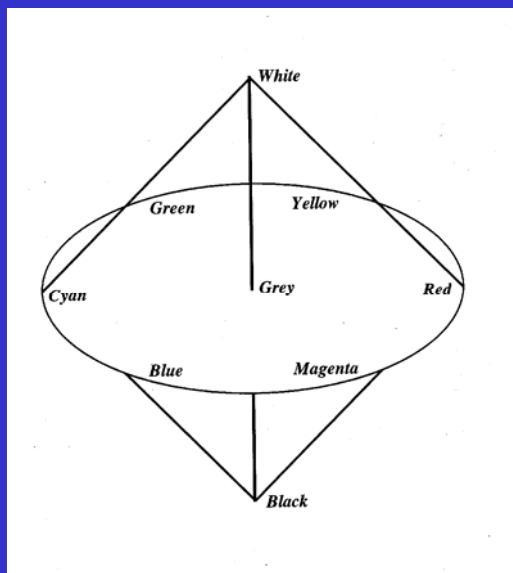 White
Green
Yellow
Cyan
Grey
Red
Blue
Magenta
Black